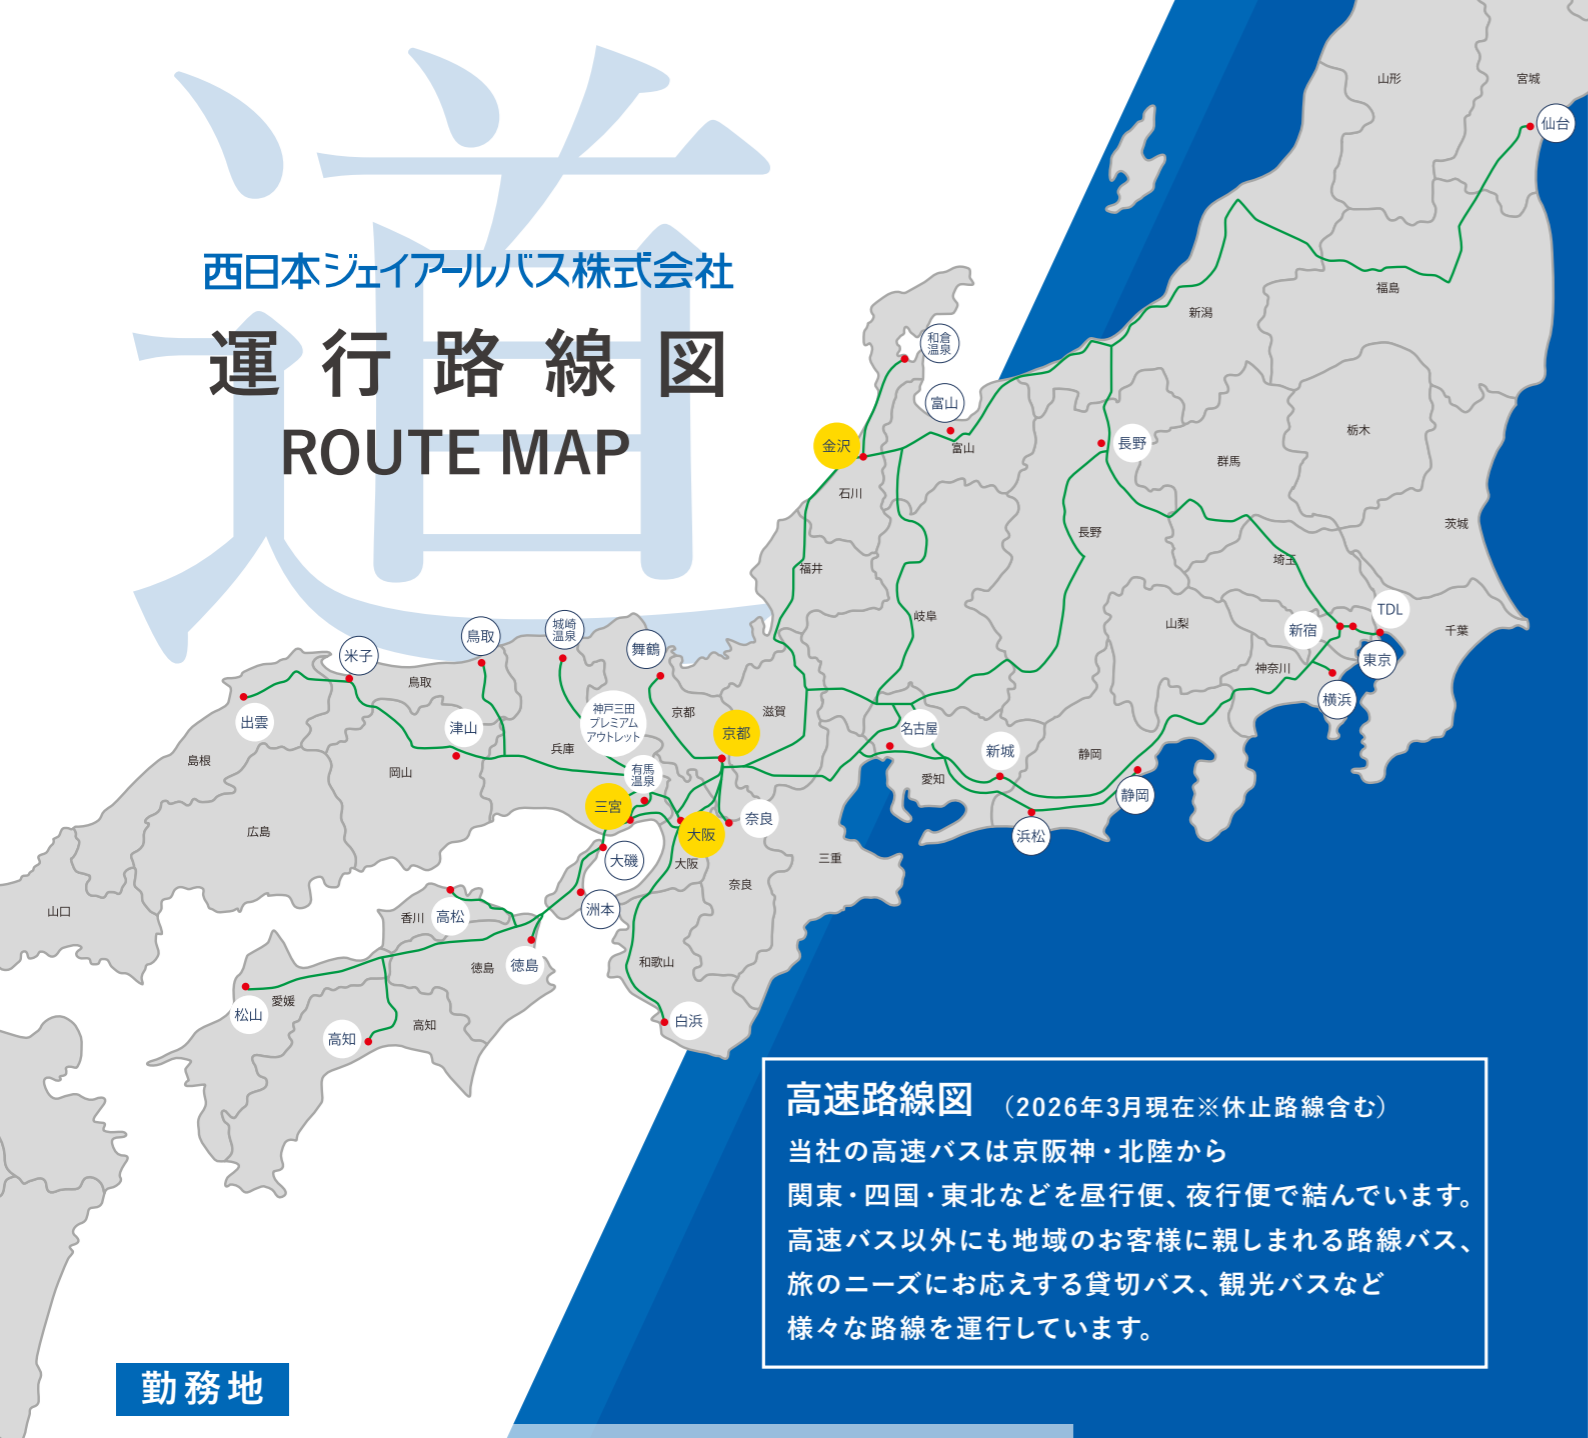 道
西日本ジェイアールバス株式会社
運行路線図
ROUTE MAP
山形
宮城
仙台
福島
新潟
和倉
温泉
富山
金沢
富山
長野
栃木
群馬
石川
茨城
長野
埼玉
福井
岐阜
山梨
TDL
新宿
千葉
東京
神奈川
横浜
鳥取
城崎
温泉
舞鶴
米子
鳥取
出雲
津山
神戸三田
プレミアム
アウトレット
京都
滋賀
京都
名古屋
新城
静岡
兵庫
島根
岡山
有馬
温泉
愛知
静岡
三宮
広島
大阪
奈良
浜松
大磯
大阪
三重
奈良
山口
香川
高松
洲本
徳島
徳島
和歌山
愛媛
松山
高知
高知
白浜
高速路線図 （2026年3月現在※休止路線含む）
当社の高速バスは京阪神・北陸から
関東・四国・東北などを昼行便、夜行便で結んでいます。
高速バス以外にも地域のお客様に親しまれる路線バス、
旅のニーズにお応えする貸切バス、観光バスなど
様々な路線を運行しています。
勤務地